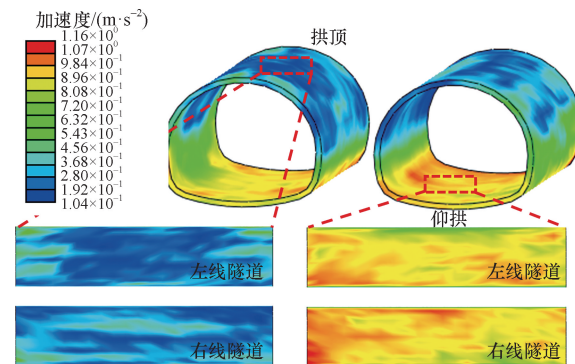 加速度/(m·s⁻²)
1.16×10⁰
1.07×10⁰
9.84×10⁻¹
8.96×10⁻¹
8.08×10⁻¹
7.20×10⁻¹
6.32×10⁻¹
5.43×10⁻¹
4.56×10⁻¹
3.68×10⁻¹
2.80×10⁻¹
1.92×10⁻¹
1.04×10⁻¹
拱顶
仰拱
左线隧道
左线隧道
右线隧道
右线隧道